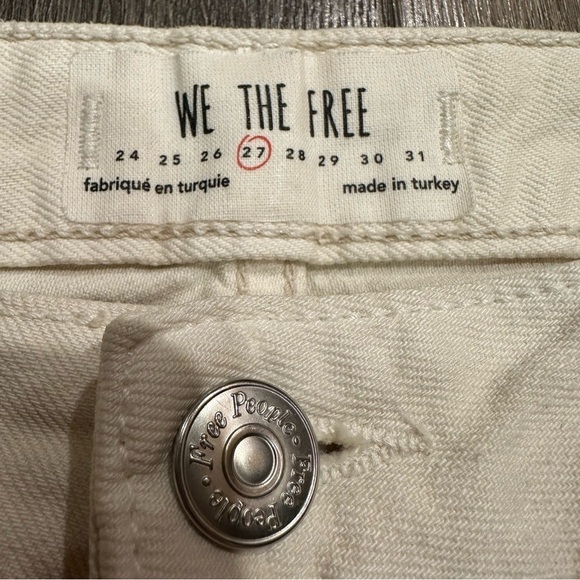 WE THE FREE
24 25 26 27 28 29 30 31
fabriqué en turquie made in turkey
• Free People • Free People